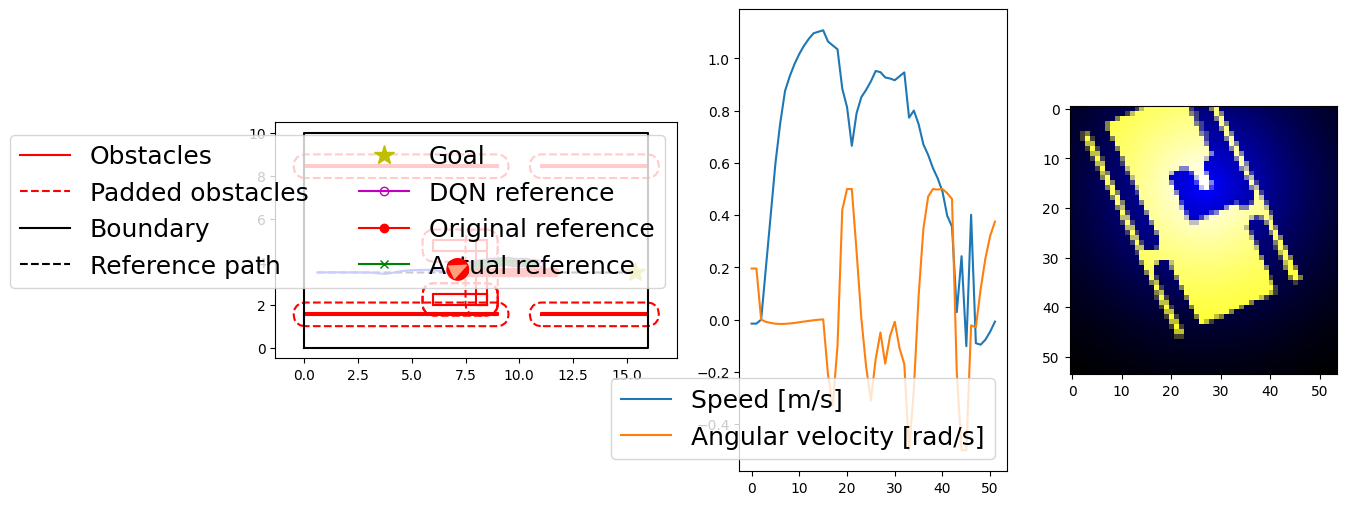 Obstacles
Padded obstacles
Boundary
Reference path
Goal
DQN reference
Original reference
Actual reference
10
8
6
4
2
0
0.0 2.5 5.0 7.5 10.0 12.5 15.0
1.0
0.8
0.6
0.4
0.2
0.0
−0.2
−0.4
0 10 20 30 40 50
Speed [m/s]
Angular velocity [rad/s]
0
10
20
30
40
50
0 10 20 30 40 50